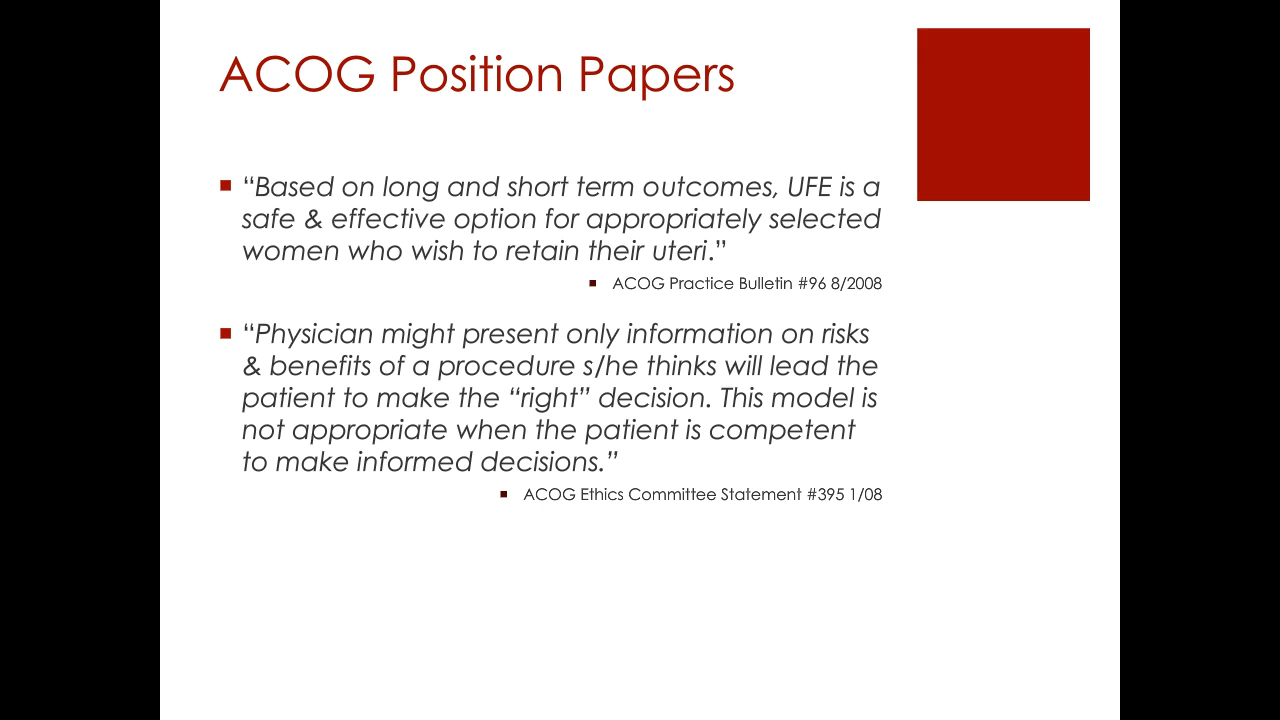 ACOG Position Papers
“Based on long and short term outcomes, UFE is a
safe & effective option for appropriately selected
women who wish to retain their uteri.”
ACOG Practice Bulletin #96 8/2008
“Physician might present only information on risks
& benefits of a procedure s/he thinks will lead the
patient to make the “right” decision. This model is
not appropriate when the patient is competent
to make informed decisions.”
ACOG Ethics Committee Statement #395 1/08